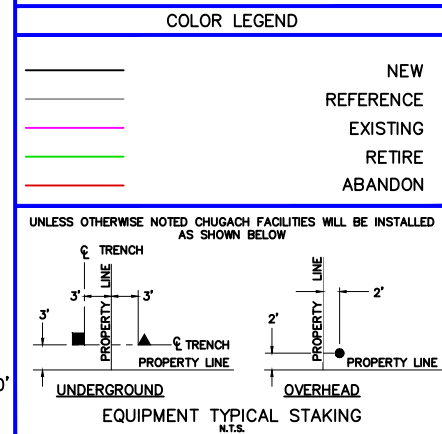 COLOR LEGEND
NEW
REFERENCE
EXISTING
RETIRE
ABANDON
UNLESS OTHERWISE NOTED CHUGACH FACILITIES WILL BE INSTALLED
AS SHOWN BELOW
℄ TRENCH
PROPERTY LINE
3' 3'
3'
℄ TRENCH
PROPERTY LINE
UNDERGROUND
PROPERTY LINE
2'
2'
PROPERTY LINE
OVERHEAD
0'
EQUIPMENT TYPICAL STAKING
N.T.S.